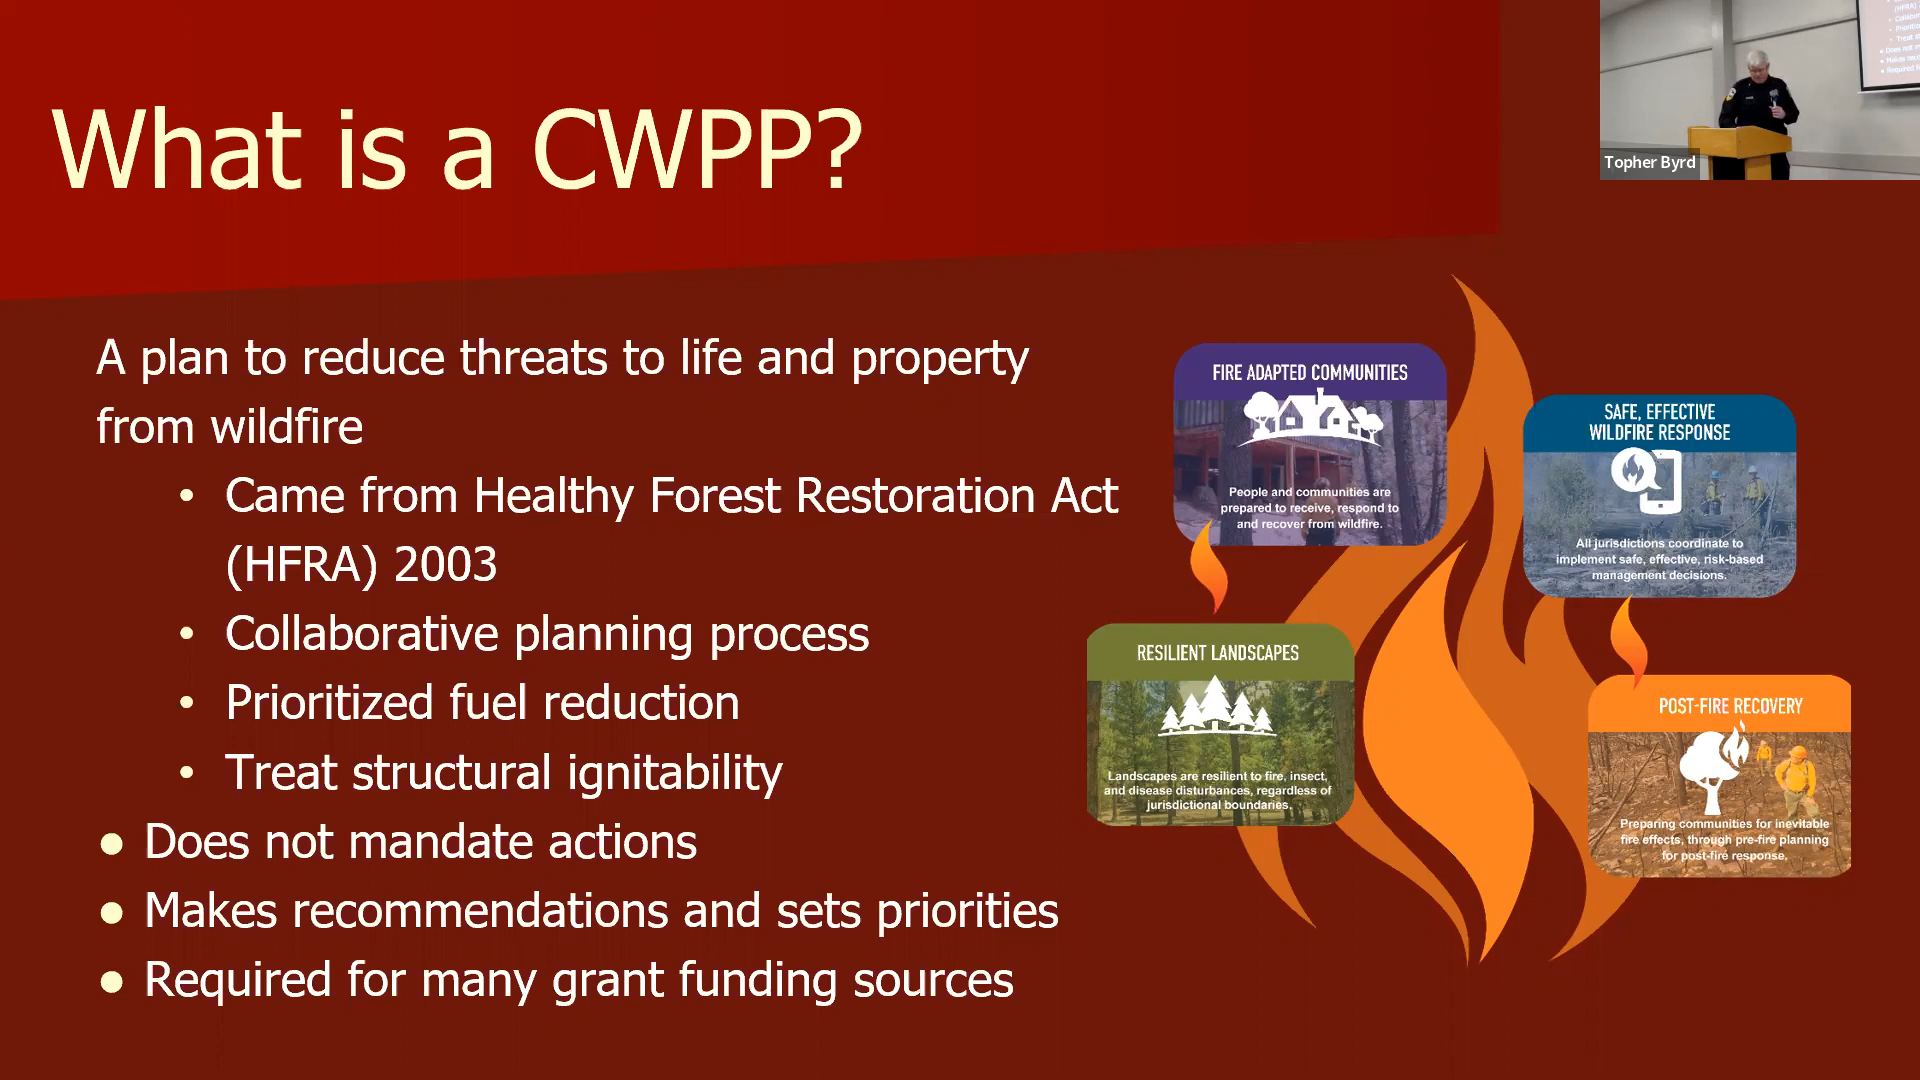 What is a CWPP?
A plan to reduce threats to life and property
from wildfire
• Came from Healthy Forest Restoration Act
(HFRA) 2003
• Collaborative planning process
• Prioritized fuel reduction
• Treat structural ignitability
● Does not mandate actions
● Makes recommendations and sets priorities
● Required for many grant funding sources
FIRE ADAPTED COMMUNITIES
People and communities are
prepared to receive, respond to
and recover from wildfire.
SAFE, EFFECTIVE
WILDFIRE RESPONSE
All jurisdictions coordinate to
implement safe, effective, risk-based
management decisions.
RESILIENT LANDSCAPES
Landscapes are resilient to fire, insect,
and disease disturbances, regardless of
jurisdictional boundaries.
POST-FIRE RECOVERY
Preparing communities for inevitable
fire effects, through pre-fire planning
for post-fire response.
Topher Byrd